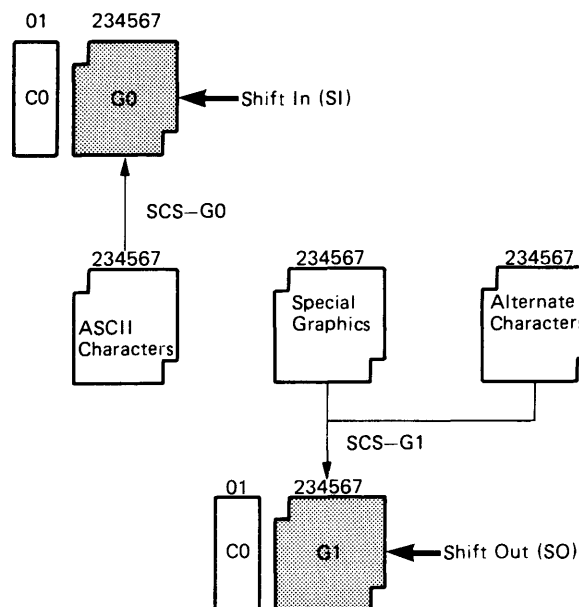 01 234567
C0 G0 Shift In (SI)
SCS–G0
234567 234567 234567
ASCII Characters
Special Graphics
Alternate Character
SCS–G1
01 234567
C0 G1 Shift Out (SO)